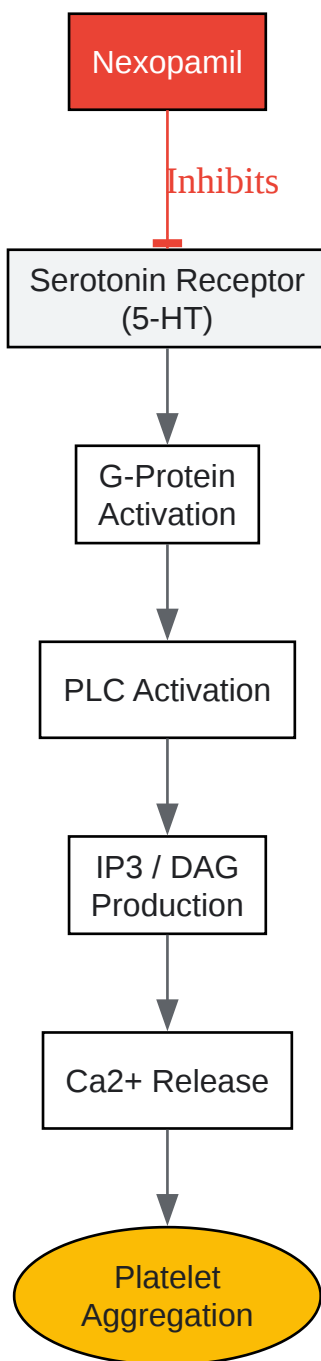 Nexopamil
Inhibits
Serotonin Receptor
(5-HT)
G-Protein
Activation
PLC Activation
IP3 / DAG
Production
Ca2+ Release
Platelet
Aggregation